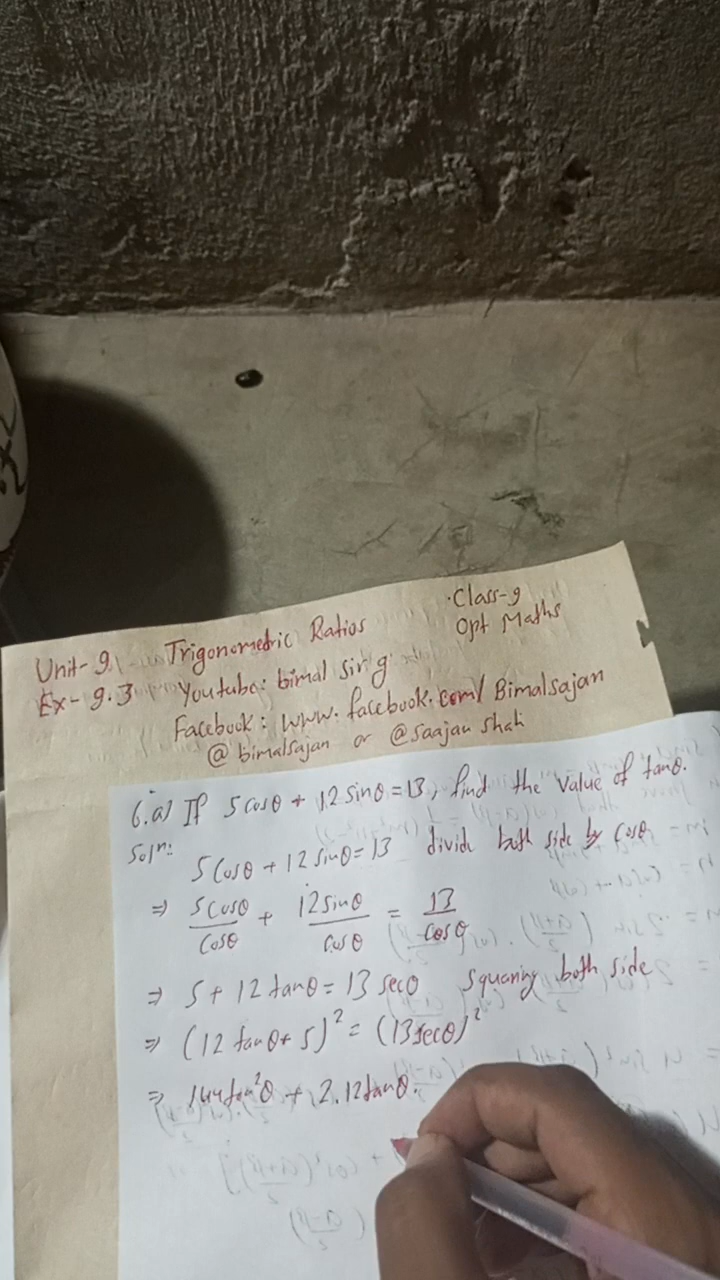 Unit-9 Trigonometric Ratios
Class-9
Opt Maths
Ex-9.3 Youtube: bimal sir g
Facebook: www.facebook.com/Bimalsajan
@bimalsajan or @saajan shah
6.a) If 5cosθ + 12sinθ = 13, find the value of tanθ.
Solⁿ:
5cosθ + 12sinθ = 13 divide both side by cosθ
⇒ 5cosθ/cosθ + 12sinθ/cosθ = 13/cosθ
⇒ 5 + 12tanθ = 13secθ squaring both side
⇒ (12tanθ + 5)² = (13secθ)²
⇒ 144tan²θ + 2.12tanθ.